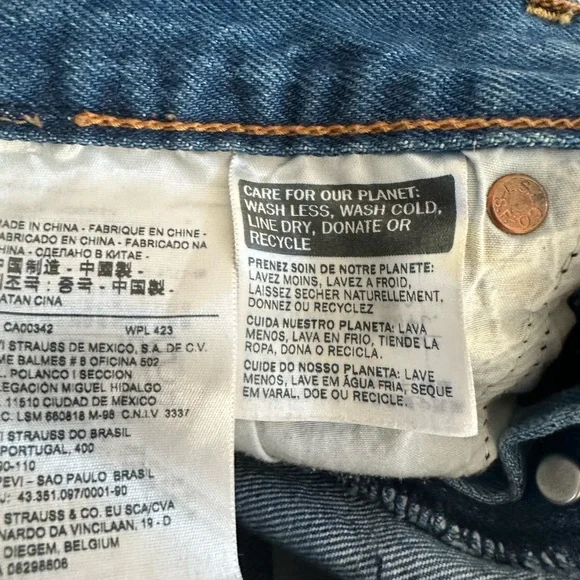 MADE IN CHINA - FABRIQUE EN CHINE -
FABRICADO EN CHINA - FABRICADO NA
CHINA - СДЕЛАНО В КИТАЕ -
中国制造 - 中國製 -
제조국 : 중국 - 中国製 -
CINA
CA00342 WPL 423
STRAUSS DE MEXICO, S.A. DE C.V.
BALMES # 8 OFICINA 502
POLANCO I SECCION
MIGUEL HIDALGO
11510 CIUDAD DE MEXICO
LSM 660818 M-98 C.N.I.V 3337
STRAUSS DO BRASIL
PORTUGAL, 400
- SAO PAULO BRASIL
43.351.097/0001-90
STRAUSS & CO EU SCA/CVA
DA VINCILAAN, 19 - D
DIEGEM, BELGIUM
CARE FOR OUR PLANET:
WASH LESS, WASH COLD,
LINE DRY, DONATE OR
RECYCLE
PRENEZ SOIN DE NOTRE PLANETE:
LAVEZ MOINS, LAVEZ A FROID,
LAISSEZ SECHER NATURELLEMENT,
DONNEZ OU RECYCLEZ
CUIDA NUESTRO PLANETA: LAVA
MENOS, LAVA EN FRIO, TIENDE LA
ROPA, DONA O RECICLA.
CUIDE DO NOSSO PLANETA: LAVE
MENOS, LAVE EM ÁGUA FRIA, SEQUE
EM VARAL, DOE OU RECICLE.